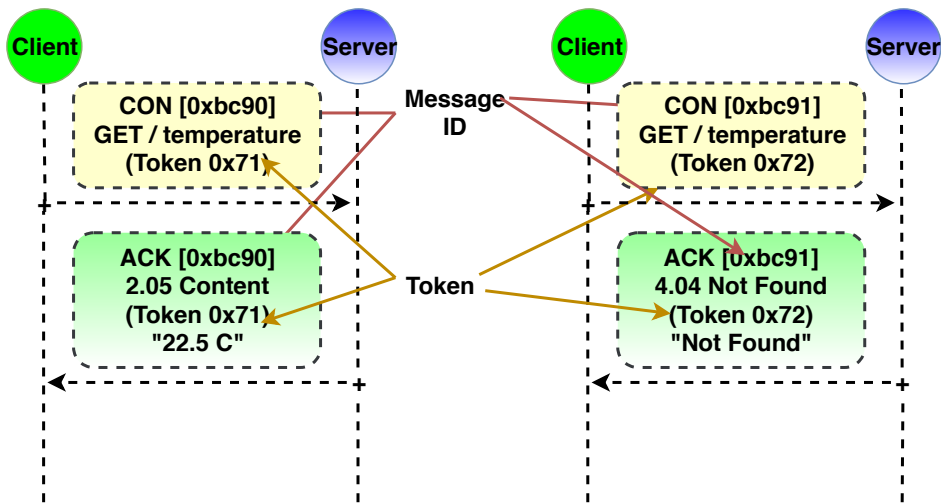 Client
Server
Client
Server
CON [0xbc90]
GET / temperature
(Token 0x71)
Message
ID
CON [0xbc91]
GET / temperature
(Token 0x72)
ACK [0xbc90]
2.05 Content
(Token 0x71)
"22.5 C"
Token
ACK [0xbc91]
4.04 Not Found
(Token 0x72)
"Not Found"